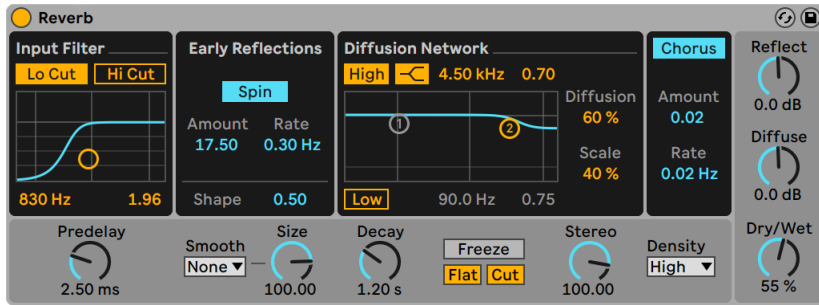 Reverb
Input Filter
Lo Cut Hi Cut
830 Hz 1.96
Early Reflections
Spin
Amount Rate
17.50 0.30 Hz
Shape 0.50
Diffusion Network
High 4.50 kHz 0.70
1
2
Diffusion
60 %
Scale
40 %
Low 90.0 Hz 0.75
Chorus
Amount
0.02
Rate
0.02 Hz
Reflect
0.0 dB
Diffuse
0.0 dB
Dry/Wet
55 %
Predelay
2.50 ms
Smooth
None
Size
100.00
Decay
1.20 s
Freeze
Flat Cut
Stereo
100.00
Density
High